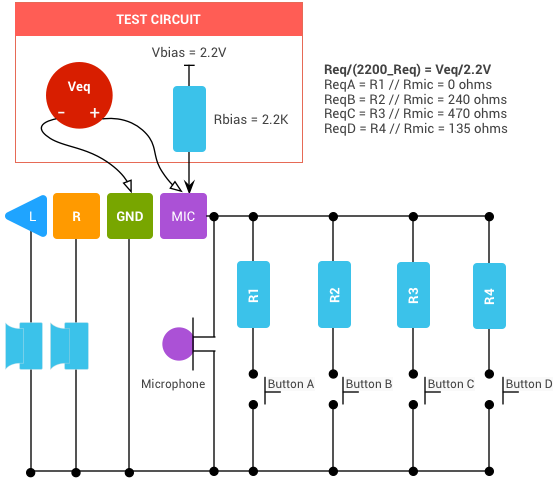 TEST CIRCUIT
Vbias = 2.2V
Veq
- +
Rbias = 2.2K
Req/(2200_Req) = Veq/2.2V
ReqA = R1 // Rmic = 0 ohms
ReqB = R2 // Rmic = 240 ohms
ReqC = R3 // Rmic = 470 ohms
ReqD = R4 // Rmic = 135 ohms
L R GND MIC
R1 R2 R3 R4
Microphone
Button A Button B Button C Button D